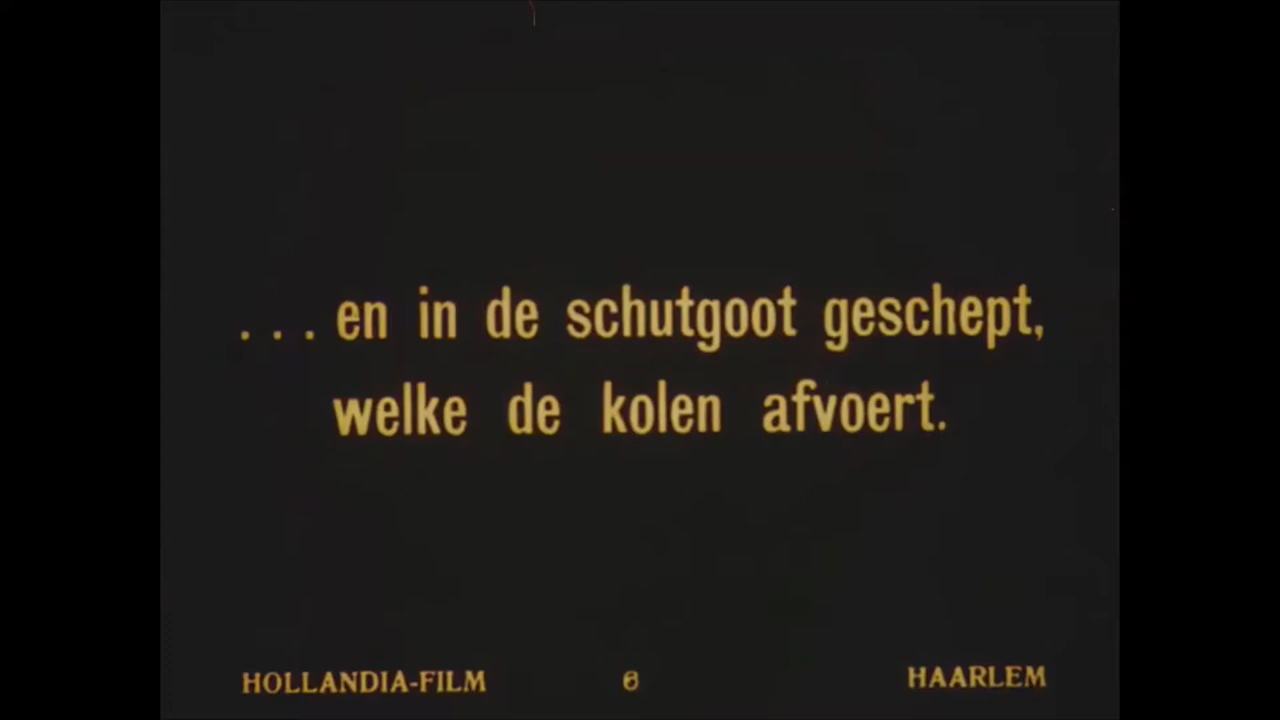 . . . en in de schutgoot geschept,
welke de kolen afvoert.
HOLLANDIA-FILM 6 HAARLEM